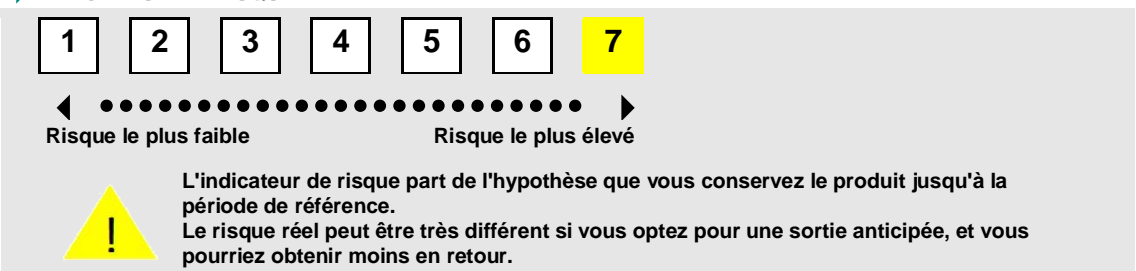 1 2 3 4 5 6 7
Risque le plus faible Risque le plus élevé
L'indicateur de risque part de l'hypothèse que vous conservez le produit jusqu'à la
période de référence.
Le risque réel peut être très différent si vous optez pour une sortie anticipée, et vous
pourriez obtenir moins en retour.